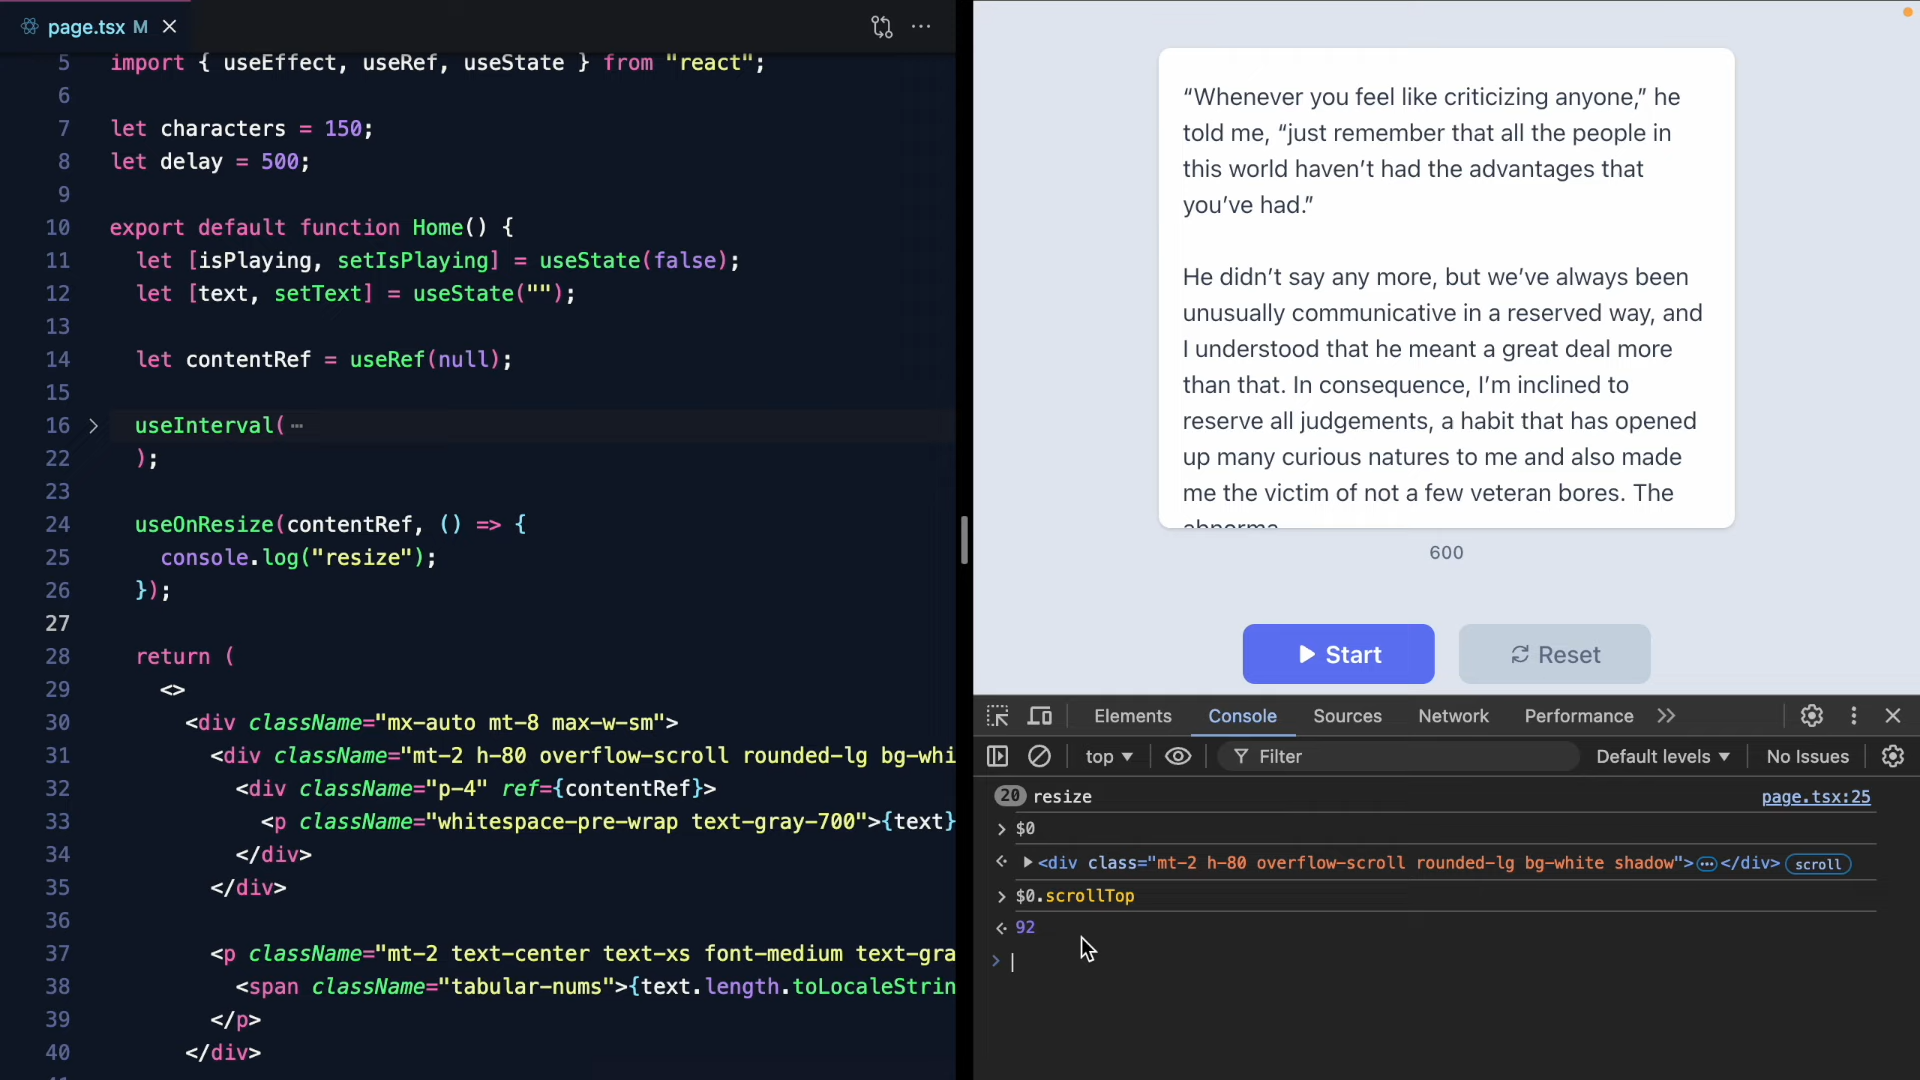 page.tsx M
5 import { useEffect, useRef, useState } from "react";
6
7 let characters = 150;
8 let delay = 500;
9
10 export default function Home() {
11 let [isPlaying, setIsPlaying] = useState(false);
12 let [text, setText] = useState("");
13
14 let contentRef = useRef(null);
15
16 useInterval( ⋯
22 );
23
24 useOnResize(contentRef, () => {
25 console.log("resize");
26 });
27
28 return (
29 <>
30 <div className="mx-auto mt-8 max-w-sm">
31 <div className="mt-2 h-80 overflow-scroll rounded-lg bg-whi
32 <div className="p-4" ref={contentRef}>
33 <p className="whitespace-pre-wrap text-gray-700">{text}
34 </div>
35 </div>
36
37 <p className="mt-2 text-center text-xs font-medium text-gra
38 <span className="tabular-nums">{text.length.toLocaleStrin
39 </p>
40 </div>
“Whenever you feel like criticizing anyone,” he
told me, “just remember that all the people in
this world haven’t had the advantages that
you’ve had.”
He didn’t say any more, but we’ve always been
unusually communicative in a reserved way, and
I understood that he meant a great deal more
than that. In consequence, I’m inclined to
reserve all judgements, a habit that has opened
up many curious natures to me and also made
me the victim of not a few veteran bores. The
abnorma
600
Start
Reset
Elements Console Sources Network Performance
top Filter Default levels No Issues
20 resize page.tsx:25
> $0
<div class="mt-2 h-80 overflow-scroll rounded-lg bg-white shadow">⋯</div> scroll
> $0.scrollTop
92
>